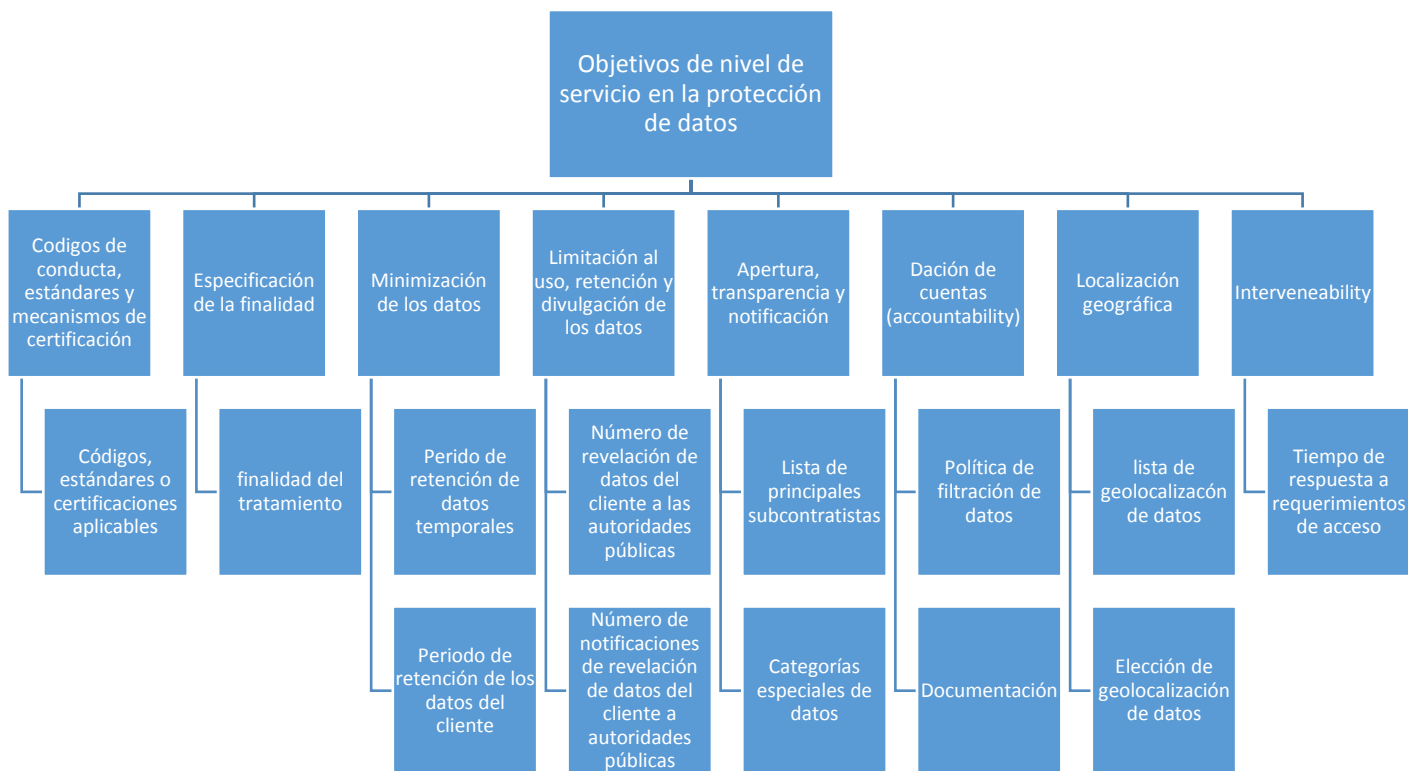 Objetivos de nivel de
servicio en la protección
de datos
Codigos de
conducta,
estándares y
mecanismos de
certificación
Especificación
de la finalidad
Minimización
de los datos
Limitación al
uso, retención y
divulgación de
los datos
Apertura,
transparencia y
notificación
Dación de
cuentas
(accountability)
Localización
geográfica
Interveneability
Códigos,
estándares o
certificaciones
aplicables
finalidad del
tratamiento
Perido de
retención de
datos
temporales
Número de
revelación de
datos del
cliente a las
autoridades
públicas
Lista de
principales
subcontratistas
Política de
filtración de
datos
lista de
geolocalizacón
de datos
Tiempo de
respuesta a
requerimientos
de acceso
Periodo de
retención de los
datos del
cliente
Número de
notificaciones
de revelación
de datos del
cliente a
autoridades
públicas
Categorías
especiales de
datos
Documentación
Elección de
geolocalización
de datos